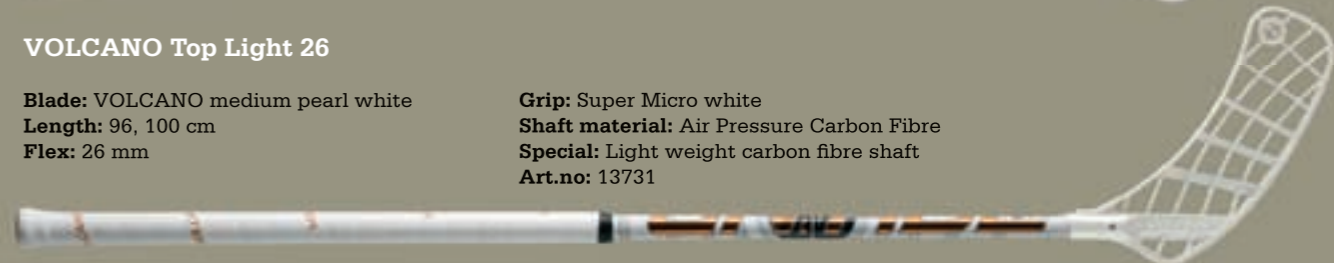 VOLCANO Top Light 26
Blade: VOLCANO medium pearl white
Length: 96, 100 cm
Flex: 26 mm
Grip: Super Micro white
Shaft material: Air Pressure Carbon Fibre
Special: Light weight carbon fibre shaft
Art.no: 13731